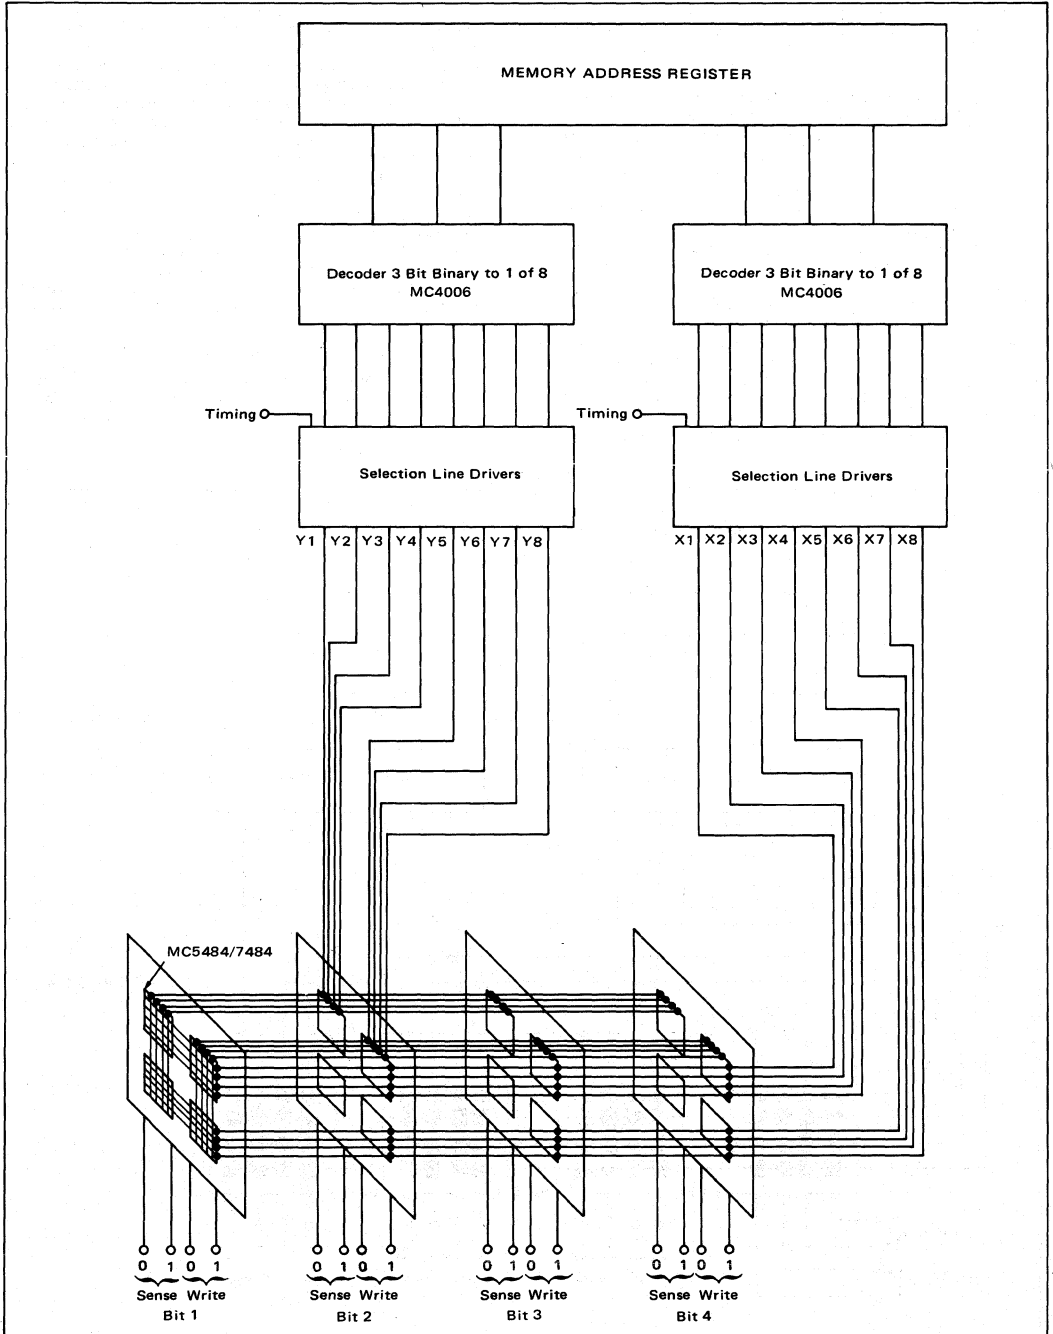 MEMORY ADDRESS REGISTER
Decoder 3 Bit Binary to 1 of 8
MC4006
Decoder 3 Bit Binary to 1 of 8
MC4006
Timing
Timing
Selection Line Drivers
Selection Line Drivers
Y1 Y2 Y3 Y4 Y5 Y6 Y7 Y8
X1 X2 X3 X4 X5 X6 X7 X8
MC5484/7484
0 1 0 1 0 1 0 1 0 1 0 1 0 1 0 1
Sense Write Sense Write Sense Write Sense Write
Bit 1 Bit 2 Bit 3 Bit 4